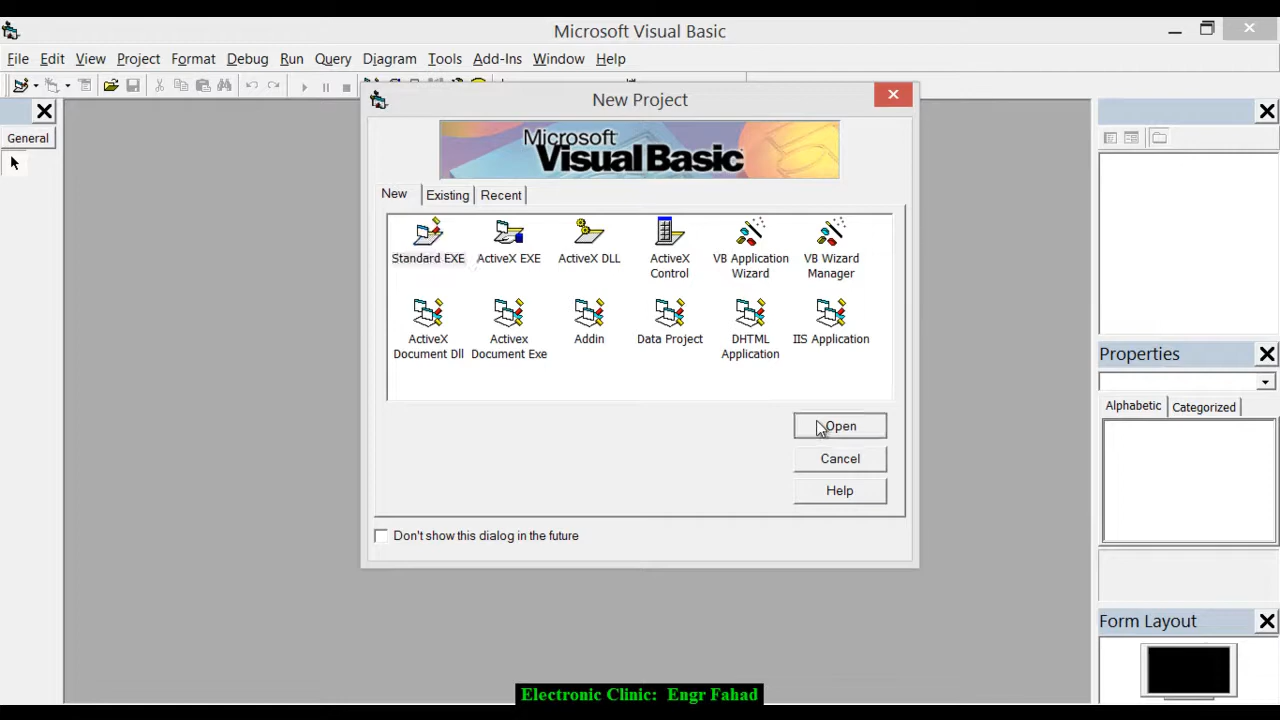 Microsoft Visual Basic
File Edit View Project Format Debug Run Query Diagram Tools Add-Ins Window Help
New Project
General
Microsoft
Visual Basic
New Existing Recent
Standard EXE ActiveX EXE ActiveX DLL ActiveX Control VB Application Wizard VB Wizard Manager
ActiveX Document Dll Activex Document Exe Addin Data Project DHTML Application IIS Application
Properties
Alphabetic Categorized
Open
Cancel
Help
Don't show this dialog in the future
Form Layout
Electronic Clinic: Engr Fahad